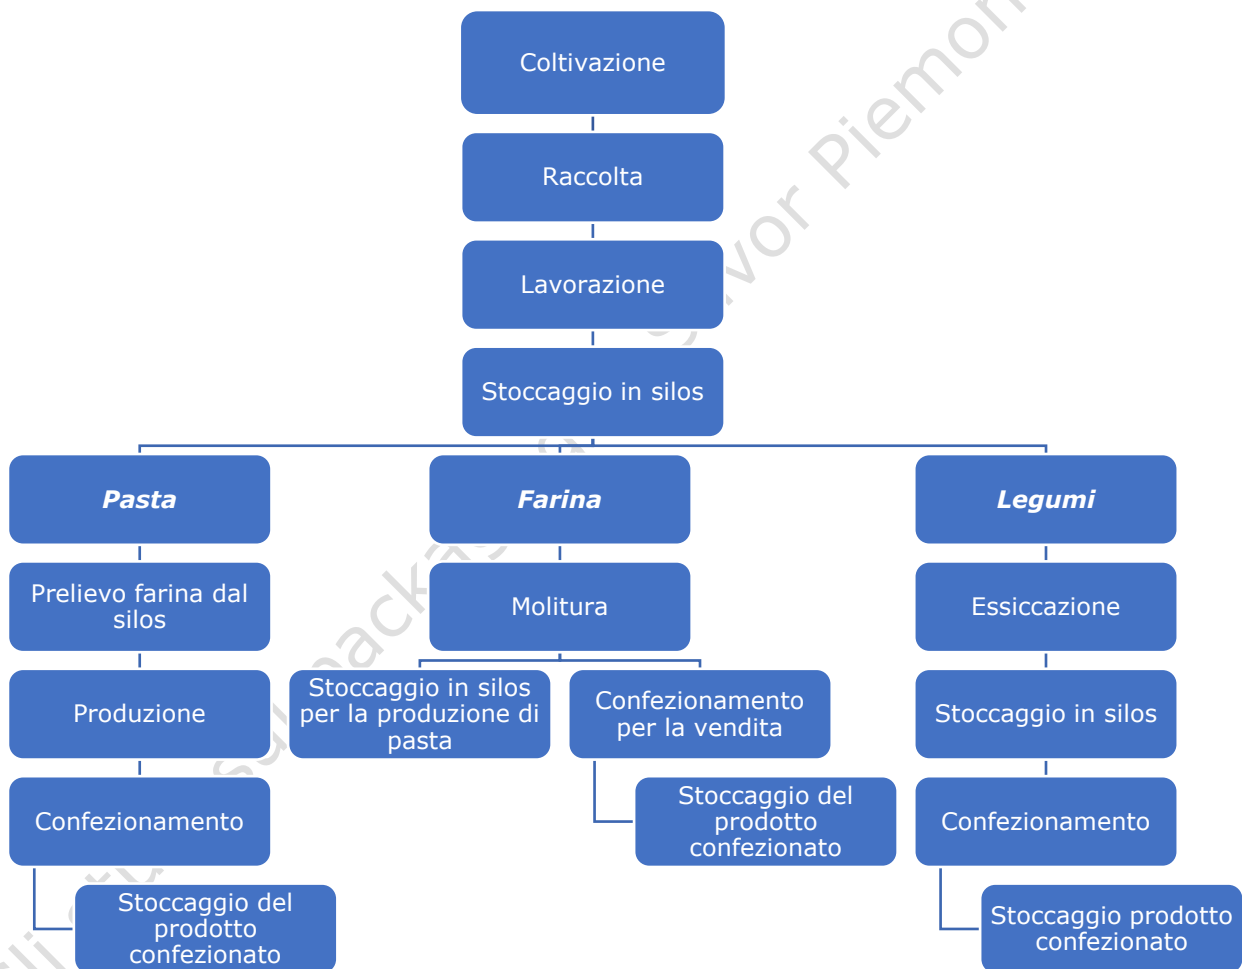 Coltivazione
Raccolta
Lavorazione
Stoccaggio in silos
Pasta
Farina
Legumi
Prelievo farina dal
silos
Molitura
Essiccazione
Produzione
Stoccaggio in silos
per la produzione di
pasta
Confezionamento
per la vendita
Stoccaggio in silos
Confezionamento
Stoccaggio del
prodotto
confezionato
Confezionamento
Stoccaggio del
prodotto
confezionato
Stoccaggio prodotto
confezionato